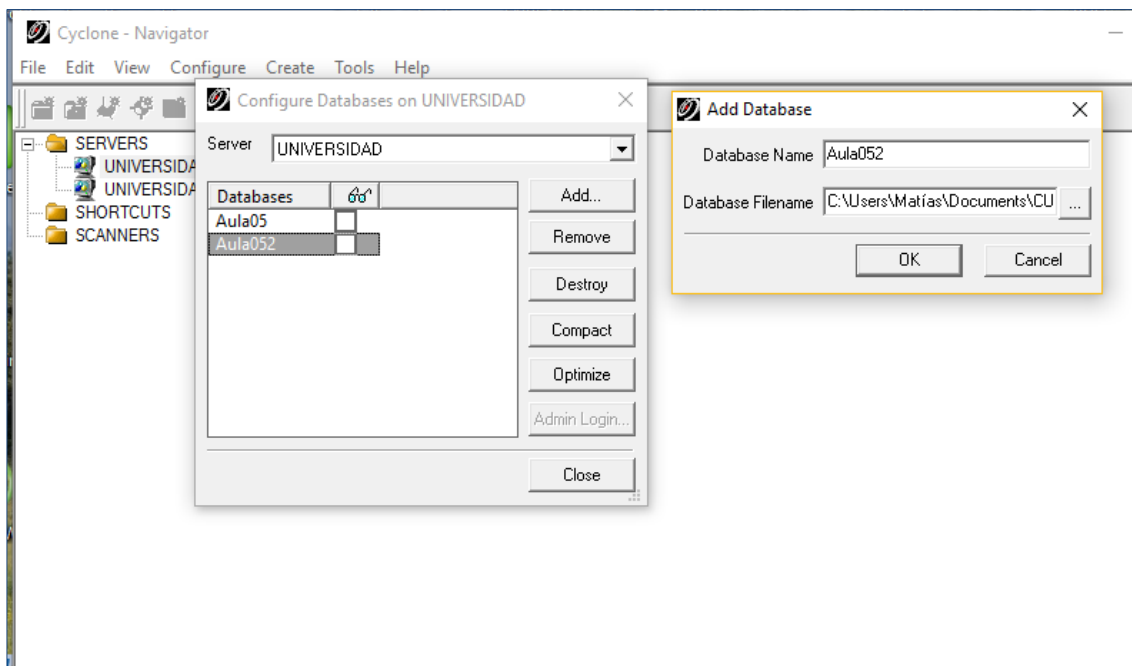 Cyclone - Navigator
File Edit View Configure Create Tools Help
SERVERS
UNIVERSIDA
UNIVERSIDA
SHORTCUTS
SCANNERS
Configure Databases on UNIVERSIDAD
Server UNIVERSIDAD
Databases
Aula05
Aula052
Add...
Remove
Destroy
Compact
Optimize
Admin Login...
Close
Add Database
Database Name Aula052
Database Filename C:\Users\Matías\Documents\CU ...
OK Cancel